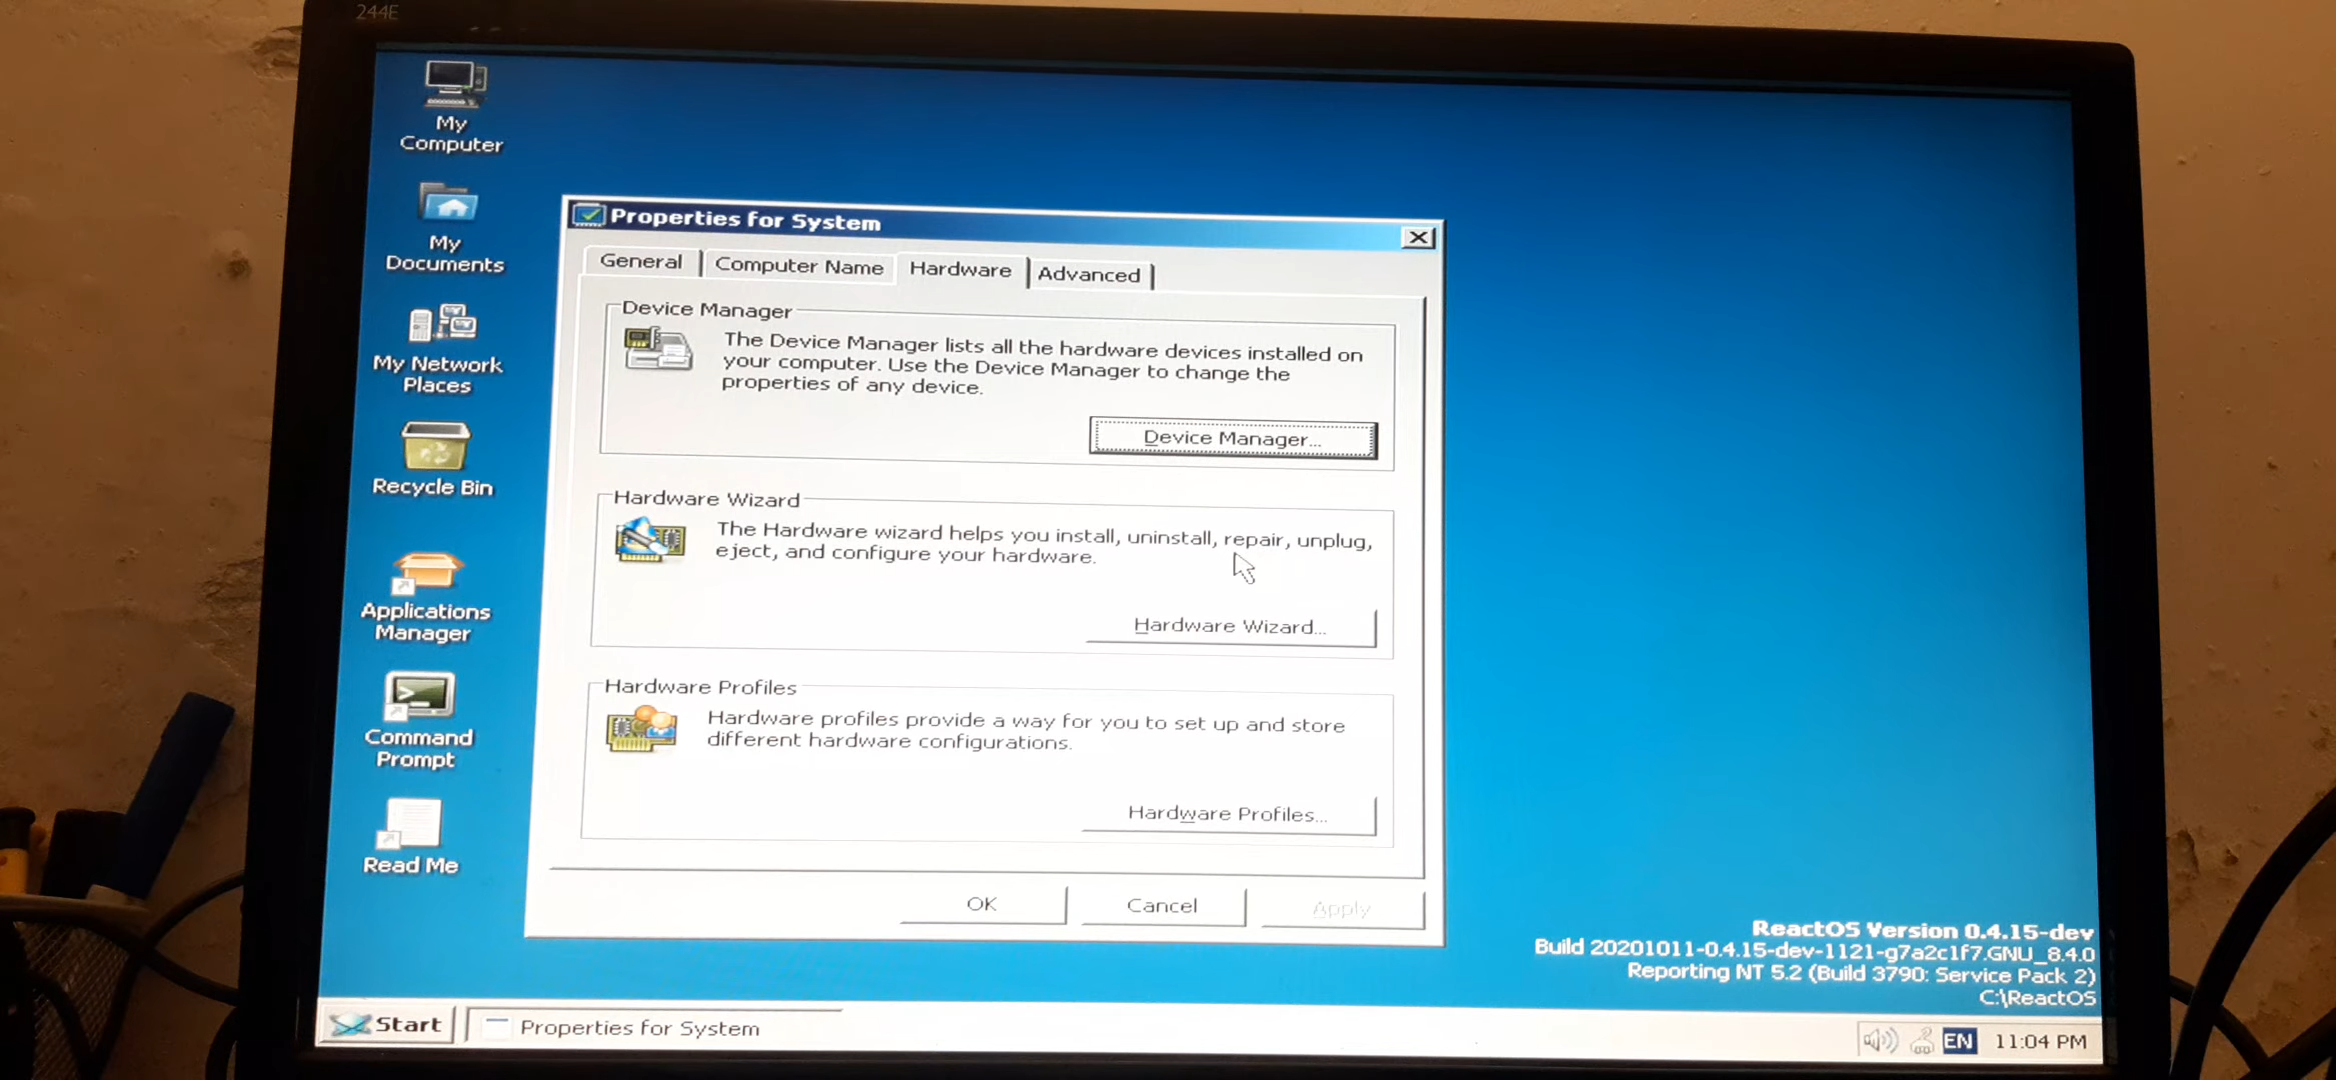 244E
My
Computer
My
Documents
My Network
Places
Recycle Bin
Applications
Manager
Command
Prompt
Read Me
Properties for System
General
Computer Name
Hardware
Advanced
Device Manager
The Device Manager lists all the hardware devices installed on
your computer. Use the Device Manager to change the
properties of any device.
Device Manager...
Hardware Wizard
The Hardware wizard helps you install, uninstall, repair, unplug,
eject, and configure your hardware.
Hardware Wizard...
Hardware Profiles
Hardware profiles provide a way for you to set up and store
different hardware configurations.
Hardware Profiles...
OK
Cancel
Apply
ReactOS Version 0.4.15-dev
Build 20201011-0.4.15-dev-1121-g7a2c1f7.GNU_8.4.0
Reporting NT 5.2 (Build 3790: Service Pack 2)
C:\ReactOS
Start
Properties for System
EN
11:04 PM